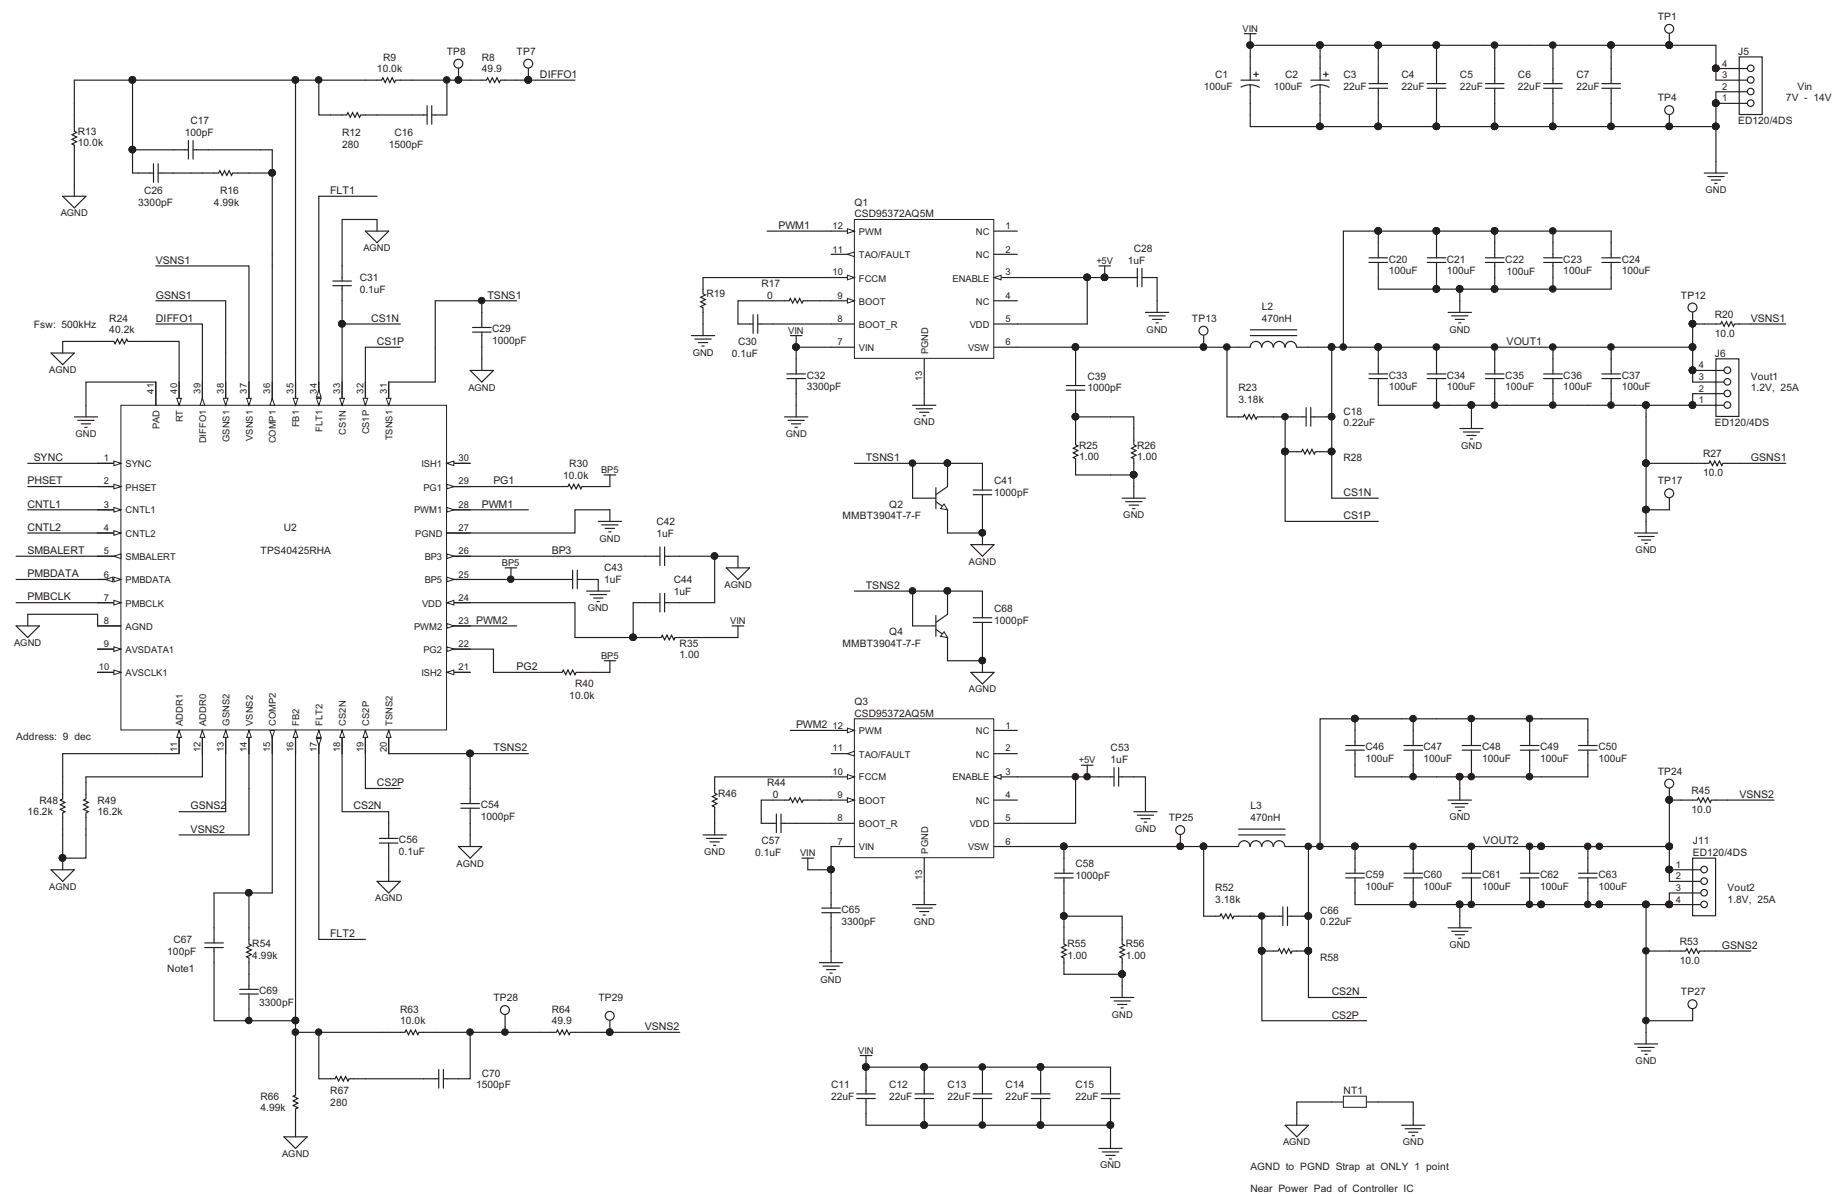 R9
10.0k
TP8
R8
49.9
TP7
DIFFO1
R13
10.0k
AGND
C17
100pF
C26
3300pF
R16
4.99k
R12
280
C16
1500pF
FLT1
AGND
C31
0.1uF
CS1N
CS1P
VSNS1
GSNS1
DIFFO1
Fsw: 500kHz
R24
40.2k
AGND
TSNS1
C29
1000pF
AGND
GND
41
40
39
38
37
36
35
34
33
32
31
PAD
RT
DIFFO1
GSNS1
VSNS1
COMP1
FB1
FLT1
CS1N
CS1P
TSNS1
SYNC
1
SYNC
PHSET
2
PHSET
CNTL1
3
CNTL1
CNTL2
4
CNTL2
SMBALERT
5
SMBALERT
PMBDATA
6
PMBDATA
PMBCLK
7
PMBCLK
8
AGND
AGND
9
AVSDATA1
10
AVSCLK1
U2
TPS40425RHA
ISH1
30
PG1
29
PG1
R30
10.0k
BP5
PWM1
28
PWM1
PGND
27
GND
BP3
26
BP3
C42
1uF
AGND
BP5
25
BP5
C43
1uF
GND
C44
1uF
VDD
24
R35
1.00
VIN
PWM2
23
PWM2
PG2
22
PG2
R40
10.0k
BP5
ISH2
21
ADDR1
ADDR0
GSNS2
VSNS2
COMP2
FB2
FLT2
CS2N
CS2P
TSNS2
11
12
13
14
15
16
17
18
19
20
Address: 9 dec
R48
16.2k
R49
16.2k
AGND
GSNS2
VSNS2
TSNS2
CS2P
CS2N
C54
1000pF
AGND
C56
0.1uF
AGND
FLT2
C67
100pF
Note1
R54
4.99k
C69
3300pF
R63
10.0k
TP28
R64
49.9
TP29
VSNS2
R67
280
C70
1500pF
R66
4.99k
AGND
VIN
C1
100uF
+
C2
100uF
+
C3
22uF
C4
22uF
C5
22uF
C6
22uF
C7
22uF
TP1
TP4
J5
4
3
2
1
ED120/4DS
Vin
7V - 14V
GND
Q1
CSD95372AQ5M
PWM1
12
PWM
11
TAO/FAULT
10
FCCM
9
BOOT
8
BOOT_R
7
VIN
PGND
13
GND
NC
1
NC
2
ENABLE
3
NC
4
VDD
5
VSW
6
R19
GND
R17
0
C30
0.1uF
VIN
C32
3300pF
GND
+5V
C28
1uF
GND
TP13
L2
470nH
C39
1000pF
R25
1.00
R26
1.00
GND
R23
3.18k
C18
0.22uF
R28
CS1N
CS1P
C20
100uF
C21
100uF
C22
100uF
C23
100uF
C24
100uF
GND
VOUT1
C33
100uF
C34
100uF
C35
100uF
C36
100uF
C37
100uF
GND
TP12
R20
10.0
VSNS1
J6
4
3
2
1
ED120/4DS
Vout1
1.2V, 25A
R27
10.0
GSNS1
TP17
GND
TSNS1
Q2
MMBT3904T-7-F
C41
1000pF
AGND
TSNS2
Q4
MMBT3904T-7-F
C68
1000pF
AGND
Q3
CSD95372AQ5M
PWM2
12
PWM
11
TAO/FAULT
10
FCCM
9
BOOT
8
BOOT_R
7
VIN
PGND
13
GND
NC
1
NC
2
ENABLE
3
NC
4
VDD
5
VSW
6
R46
GND
R44
0
C57
0.1uF
VIN
C65
3300pF
GND
+5V
C53
1uF
GND
TP25
L3
470nH
C58
1000pF
R55
1.00
R56
1.00
GND
R52
3.18k
C66
0.22uF
R58
CS2N
CS2P
C46
100uF
C47
100uF
C48
100uF
C49
100uF
C50
100uF
GND
VOUT2
C59
100uF
C60
100uF
C61
100uF
C62
100uF
C63
100uF
GND
TP24
R45
10.0
VSNS2
J11
ED120/4DS
1
2
3
4
Vout2
1.8V, 25A
R53
10.0
GSNS2
TP27
GND
VIN
C11
22uF
C12
22uF
C13
22uF
C14
22uF
C15
22uF
GND
NT1
AGND
GND
AGND to PGND Strap at ONLY 1 point
Near Power Pad of Controller IC